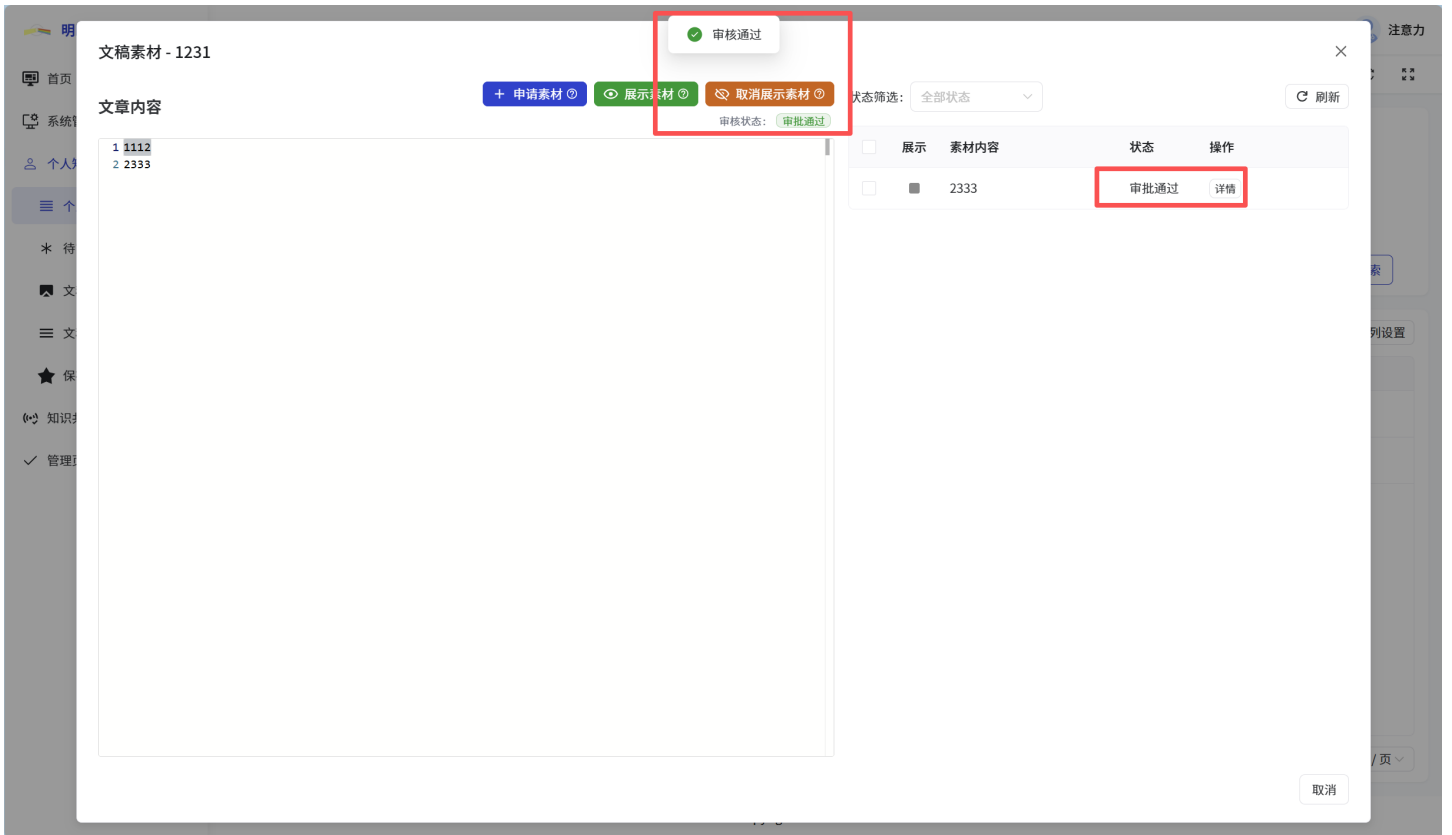 明
首页
系统
个人
个
待
文
文
保
知识
管理
注意力
文稿素材 - 1231
审核通过
文章内容
申请素材
展示素材
取消展示素材
审核状态：
审批通过
1 1112
2 2333
状态筛选：
全部状态
刷新
展示 素材内容 状态 操作
2333 审批通过 详情
索
列设置
/ 页
取消